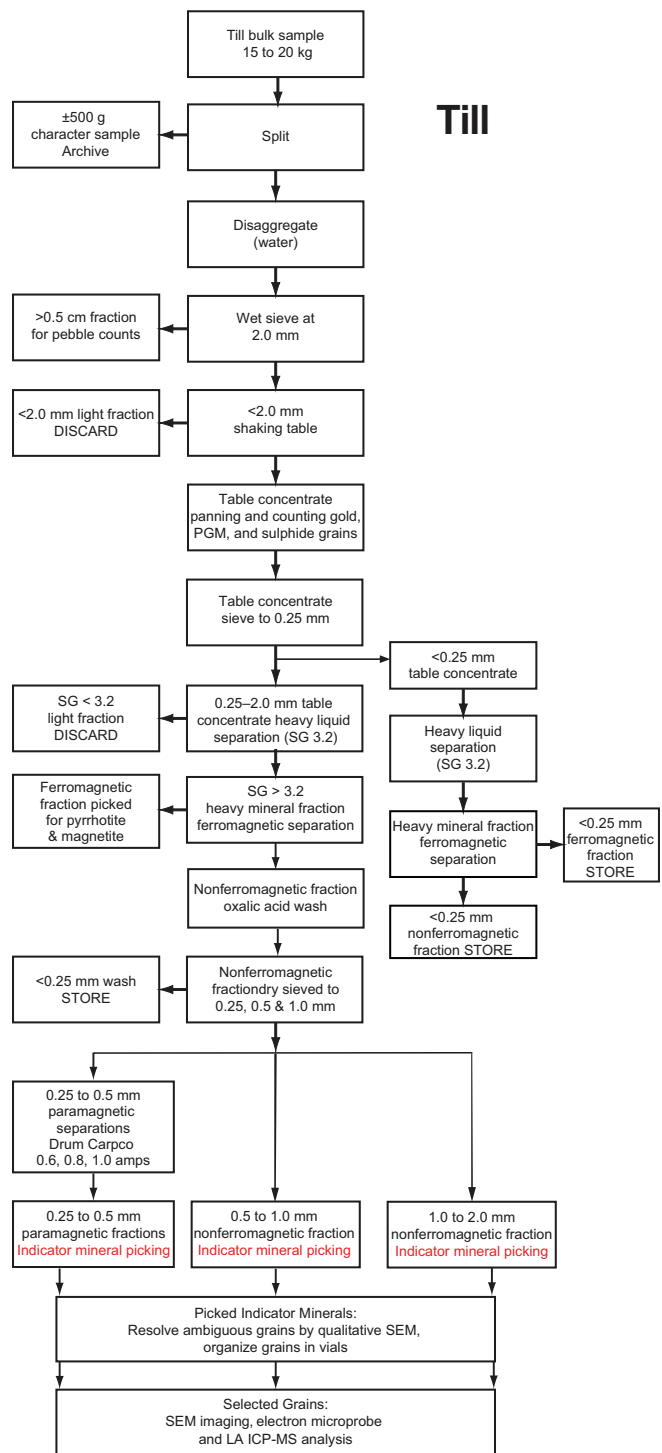 Till
Till bulk sample
15 to 20 kg
±500 g
character sample
Archive
Split
Disaggregate
(water)
>0.5 cm fraction
for pebble counts
Wet sieve at
2.0 mm
<2.0 mm light fraction
DISCARD
<2.0 mm
shaking table
Table concentrate
panning and counting gold,
PGM, and sulphide grains
Table concentrate
sieve to 0.25 mm
<0.25 mm
table concentrate
SG < 3.2
light fraction
DISCARD
0.25–2.0 mm table
concentrate heavy liquid
separation (SG 3.2)
Heavy liquid
separation
(SG 3.2)
Ferromagnetic
fraction picked
for pyrrhotite
& magnetite
SG > 3.2
heavy mineral fraction
ferromagnetic separation
Heavy mineral fraction
ferromagnetic
separation
<0.25 mm
ferromagnetic
fraction
STORE
Nonferromagnetic fraction
oxalic acid wash
<0.25 mm
nonferromagnetic
fraction STORE
<0.25 mm wash
STORE
Nonferromagnetic
fractiondry sieved to
0.25, 0.5 & 1.0 mm
0.25 to 0.5 mm
paramagnetic
separations
Drum Carpco
0.6, 0.8, 1.0 amps
0.25 to 0.5 mm
paramagnetic fractions
Indicator mineral picking
0.5 to 1.0 mm
nonferromagnetic fraction
Indicator mineral picking
1.0 to 2.0 mm
nonferromagnetic fraction
Indicator mineral picking
Picked Indicator Minerals:
Resolve ambiguous grains by qualitative SEM,
organize grains in vials
Selected Grains:
SEM imaging, electron microprobe
and LA ICP-MS analysis